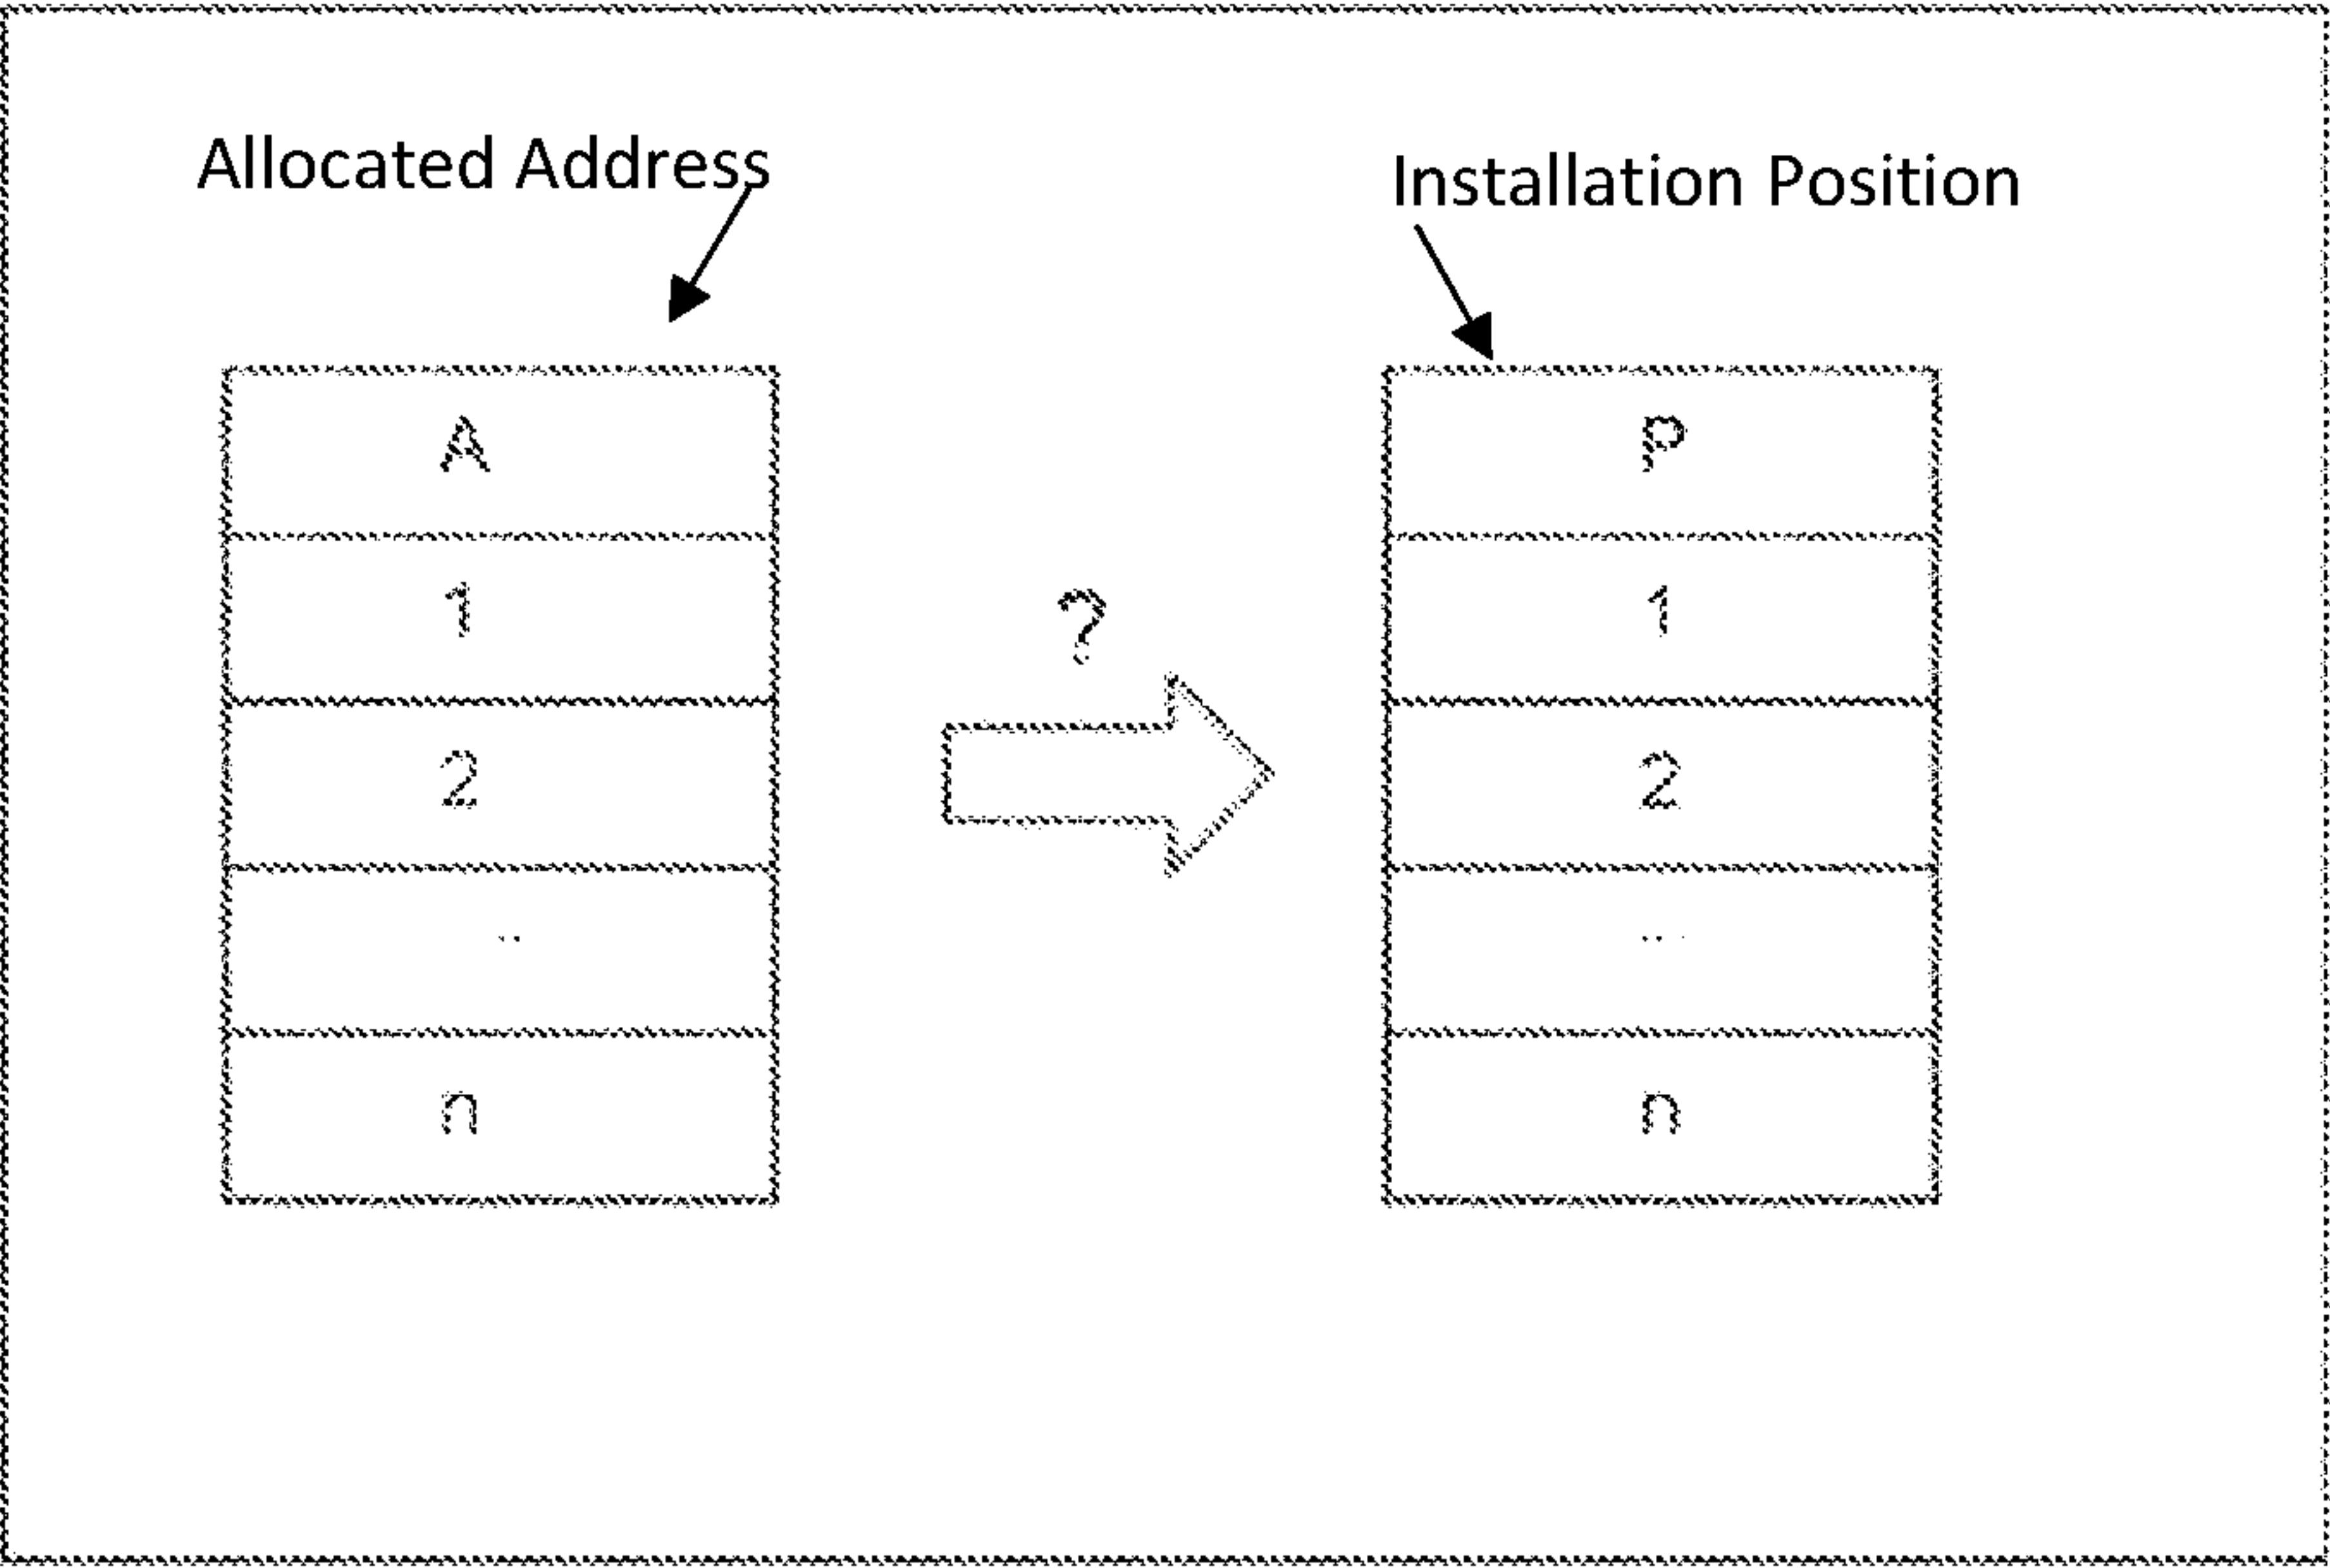 Allocated Address
Installation Position
A
1
2
..
n
?
P
1
2
...
n